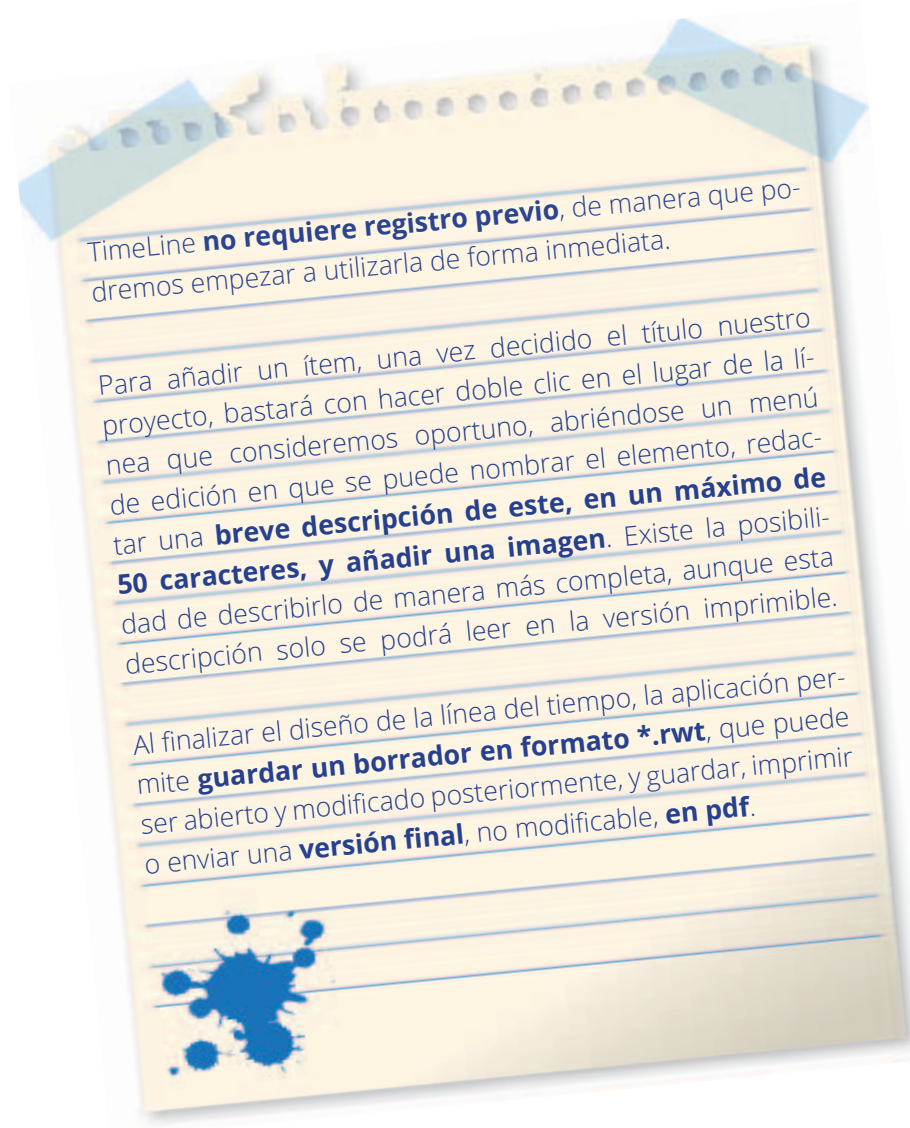 TimeLine no requiere registro previo, de manera que po-
dremos empezar a utilizarla de forma inmediata.
Para añadir un ítem, una vez decidido el título nuestro
proyecto, bastará con hacer doble clic en el lugar de la lí-
nea que consideremos oportuno, abriéndose un menú
de edición en que se puede nombrar el elemento, redac-
tar una breve descripción de este, en un máximo de
50 caracteres, y añadir una imagen. Existe la posibili-
dad de describirlo de manera más completa, aunque esta
descripción solo se podrá leer en la versión imprimible.
Al finalizar el diseño de la línea del tiempo, la aplicación per-
mite guardar un borrador en formato *.rwt, que puede
ser abierto y modificado posteriormente, y guardar, imprimir
o enviar una versión final, no modificable, en pdf.